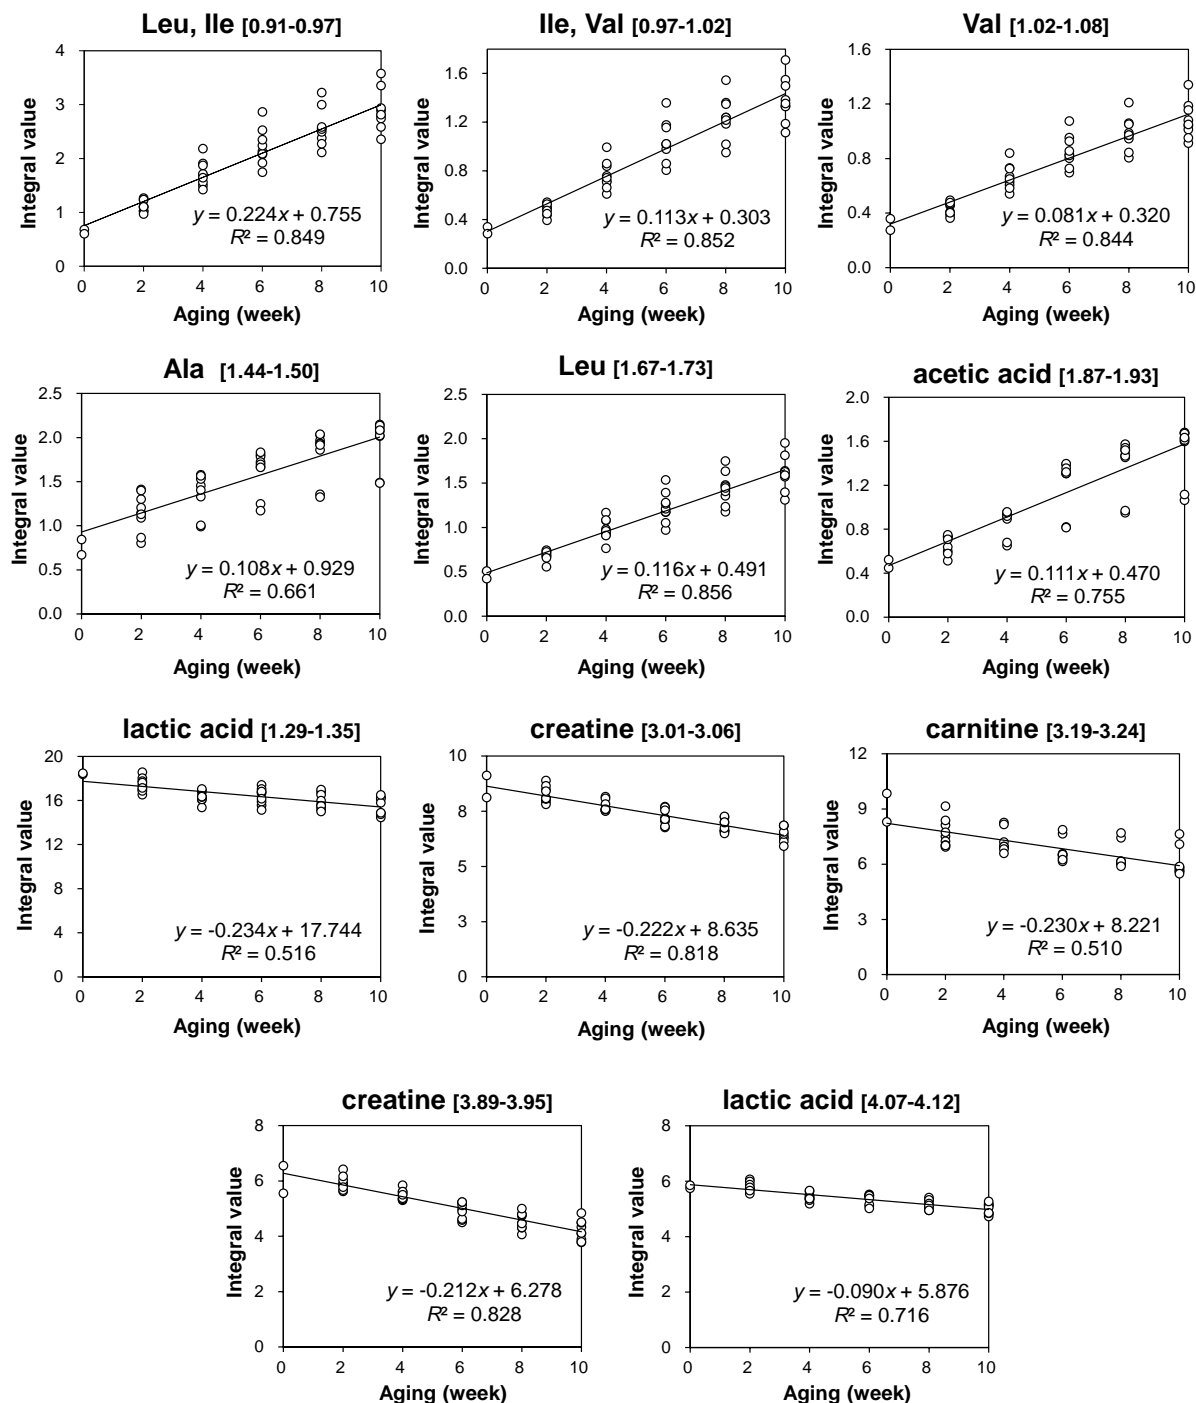 Leu, Ile [0.91-0.97]
Integral value
4
3
2
1
0
y = 0.224x + 0.755
R² = 0.849
0 2 4 6 8 10
Aging (week)
Ile, Val [0.97-1.02]
Integral value
1.6
1.2
0.8
0.4
0.0
y = 0.113x + 0.303
R² = 0.852
0 2 4 6 8 10
Aging (week)
Val [1.02-1.08]
Integral value
1.6
1.2
0.8
0.4
0.0
y = 0.081x + 0.320
R² = 0.844
0 2 4 6 8 10
Aging (week)
Ala [1.44-1.50]
Integral value
2.5
2.0
1.5
1.0
0.5
0.0
y = 0.108x + 0.929
R² = 0.661
0 2 4 6 8 10
Aging (week)
Leu [1.67-1.73]
Integral value
2.5
2.0
1.5
1.0
0.5
0.0
y = 0.116x + 0.491
R² = 0.856
0 2 4 6 8 10
Aging (week)
acetic acid [1.87-1.93]
Integral value
2.0
1.6
1.2
0.8
0.4
0.0
y = 0.111x + 0.470
R² = 0.755
0 2 4 6 8 10
Aging (week)
lactic acid [1.29-1.35]
Integral value
20
16
12
8
4
0
y = -0.234x + 17.744
R² = 0.516
0 2 4 6 8 10
Aging (week)
creatine [3.01-3.06]
Integral value
10
8
6
3
0
y = -0.222x + 8.635
R² = 0.818
0 2 4 6 8 10
Aging (week)
carnitine [3.19-3.24]
Integral value
12
9
6
3
0
y = -0.230x + 8.221
R² = 0.510
0 2 4 6 8 10
Aging (week)
creatine [3.89-3.95]
Integral value
8
6
4
2
0
y = -0.212x + 6.278
R² = 0.828
0 2 4 6 8 10
Aging (week)
lactic acid [4.07-4.12]
Integral value
8
6
4
2
0
y = -0.090x + 5.876
R² = 0.716
0 2 4 6 8 10
Aging (week)